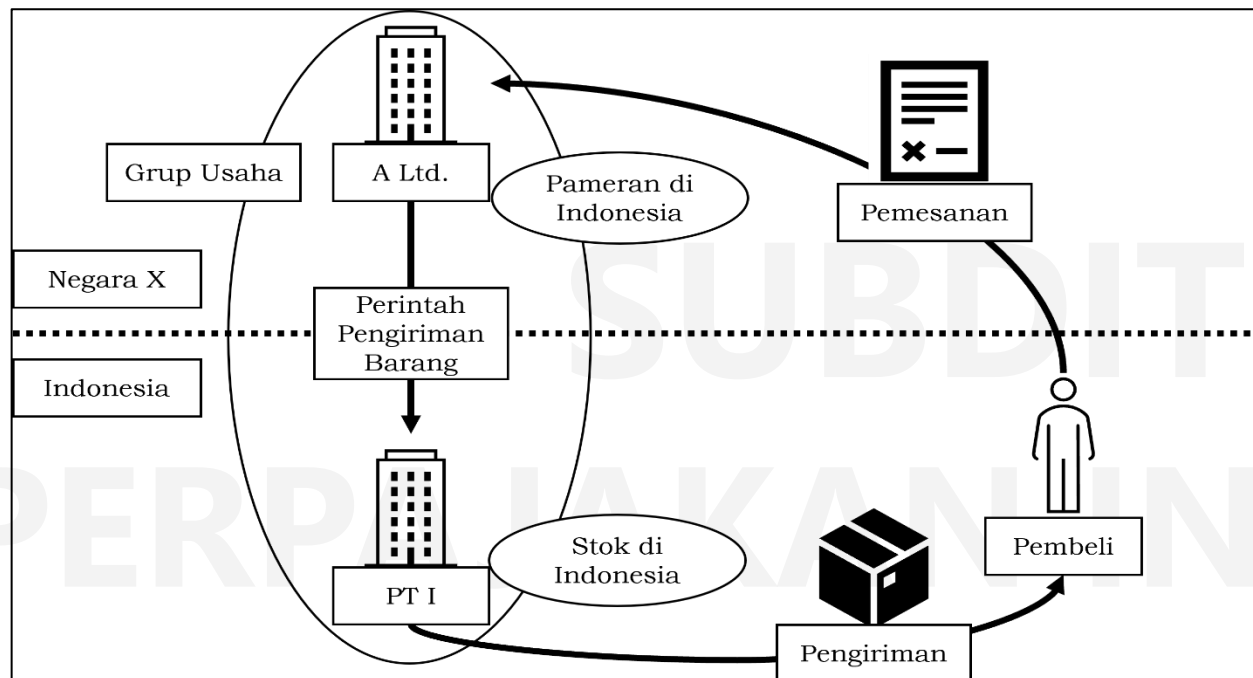 Grup Usaha
A Ltd.
Pameran di
Indonesia
Pemesanan
Negara X
Perintah
Pengiriman
Barang
Indonesia
Stok di
Indonesia
PT I
Pengiriman
Pembeli
SUBDIT
PERPAJAKAN IN